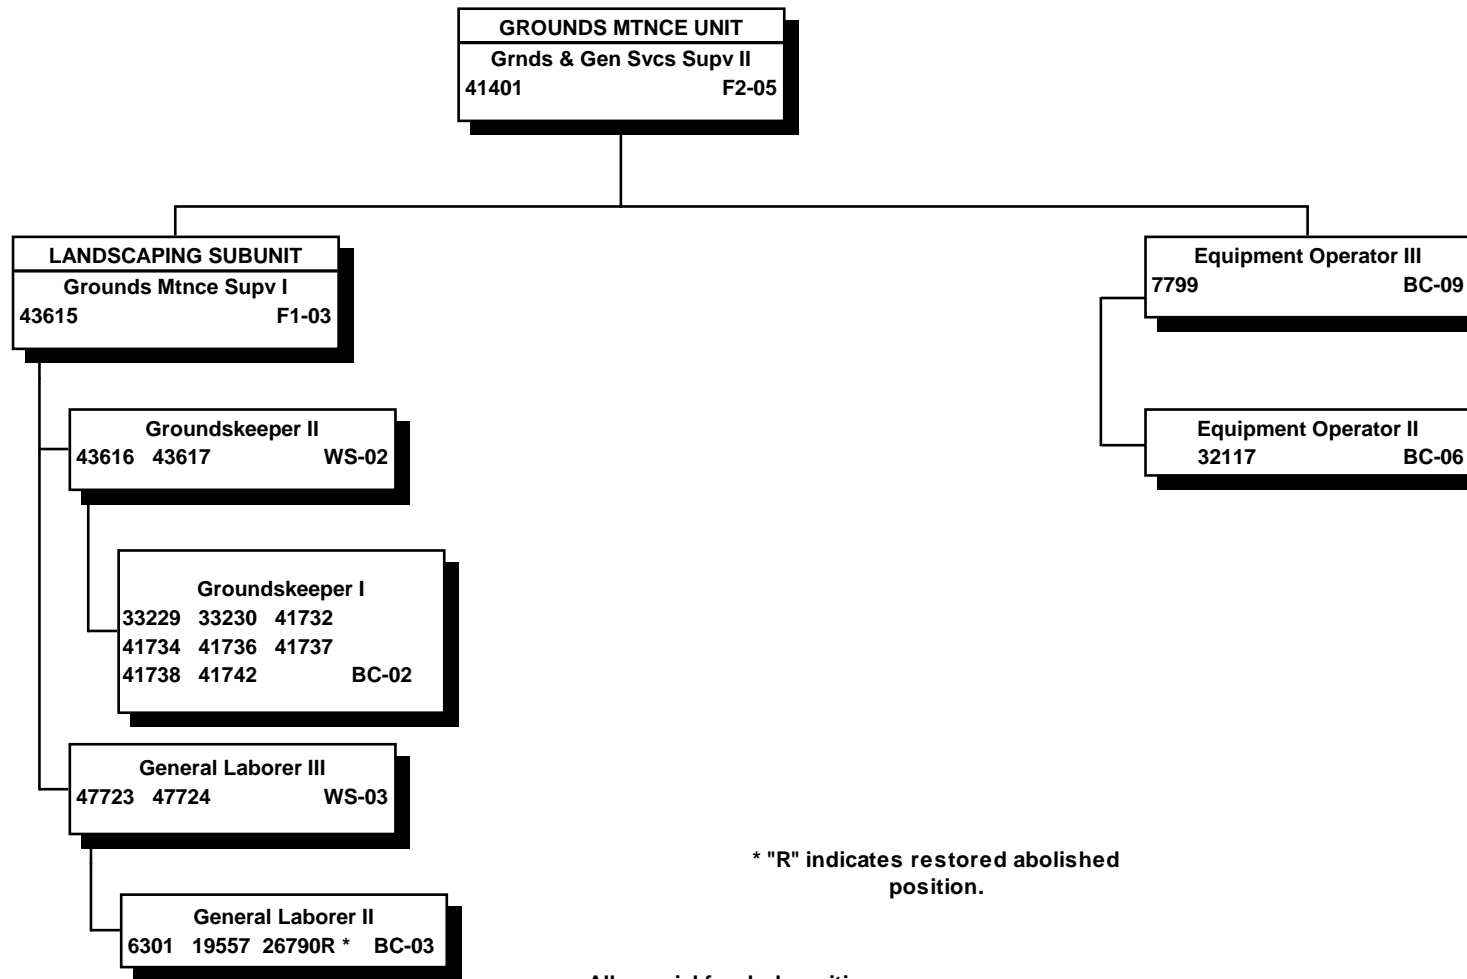 GROUNDS MTNCE UNIT
Grnds & Gen Svcs Supv II
41401 F2-05
LANDSCAPING SUBUNIT
Grounds Mtnce Supv I
43615 F1-03
Groundskeeper II
43616 43617 WS-02
Groundskeeper I
33229 33230 41732
41734 41736 41737
41738 41742 BC-02
General Laborer III
47723 47724 WS-03
General Laborer II
6301 19557 26790R * BC-03
Equipment Operator III
7799 BC-09
Equipment Operator II
32117 BC-06
* "R" indicates restored abolished
position.